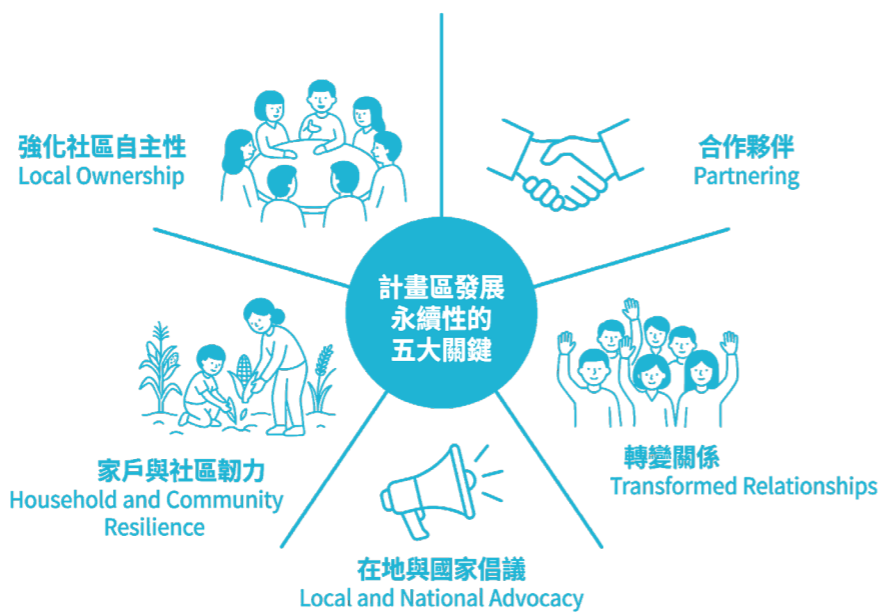 強化社區自主性
Local Ownership
合作夥伴
Partnering
計畫區發展
永續性的
五大關鍵
家戶與社區韌力
Household and Community
Resilience
轉變關係
Transformed Relationships
在地與國家倡議
Local and National Advocacy